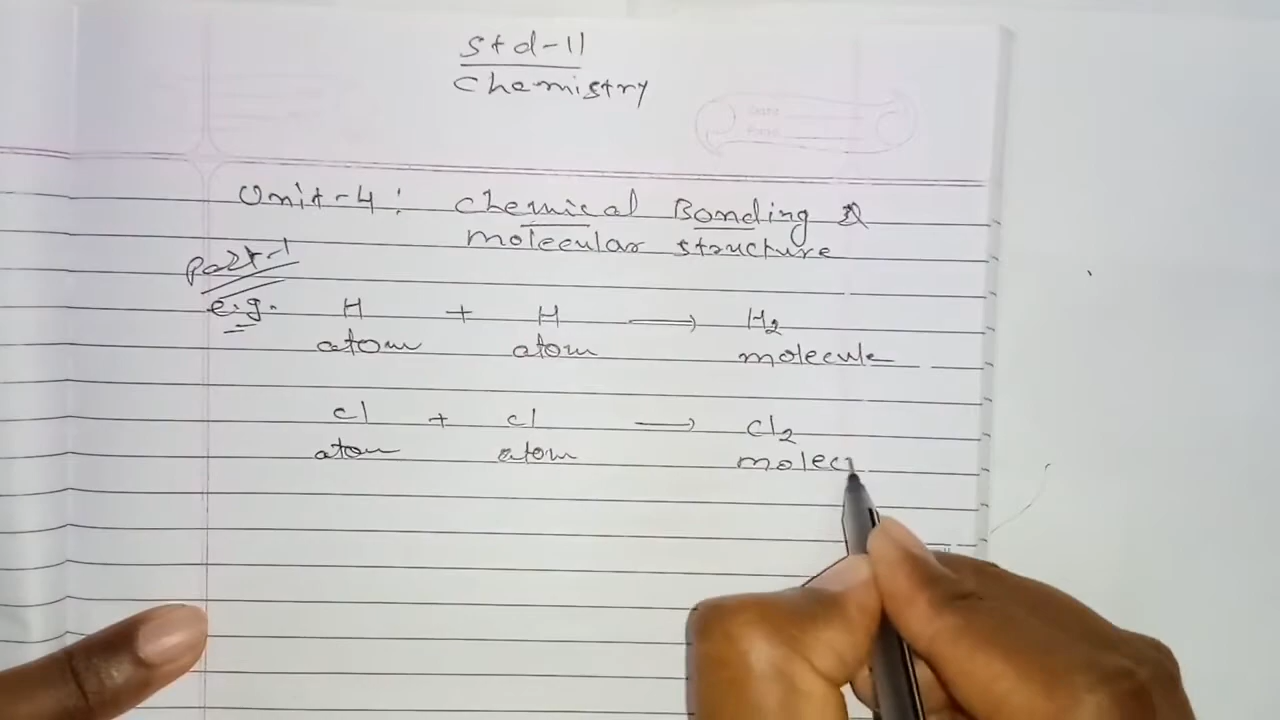 std-11
Chemistry
Unit-4: Chemical Bonding &
molecular structure
Part-1
e.g. H + H ⟶ H₂
atom atom molecule
Cl + Cl ⟶ Cl₂
atom atom molec